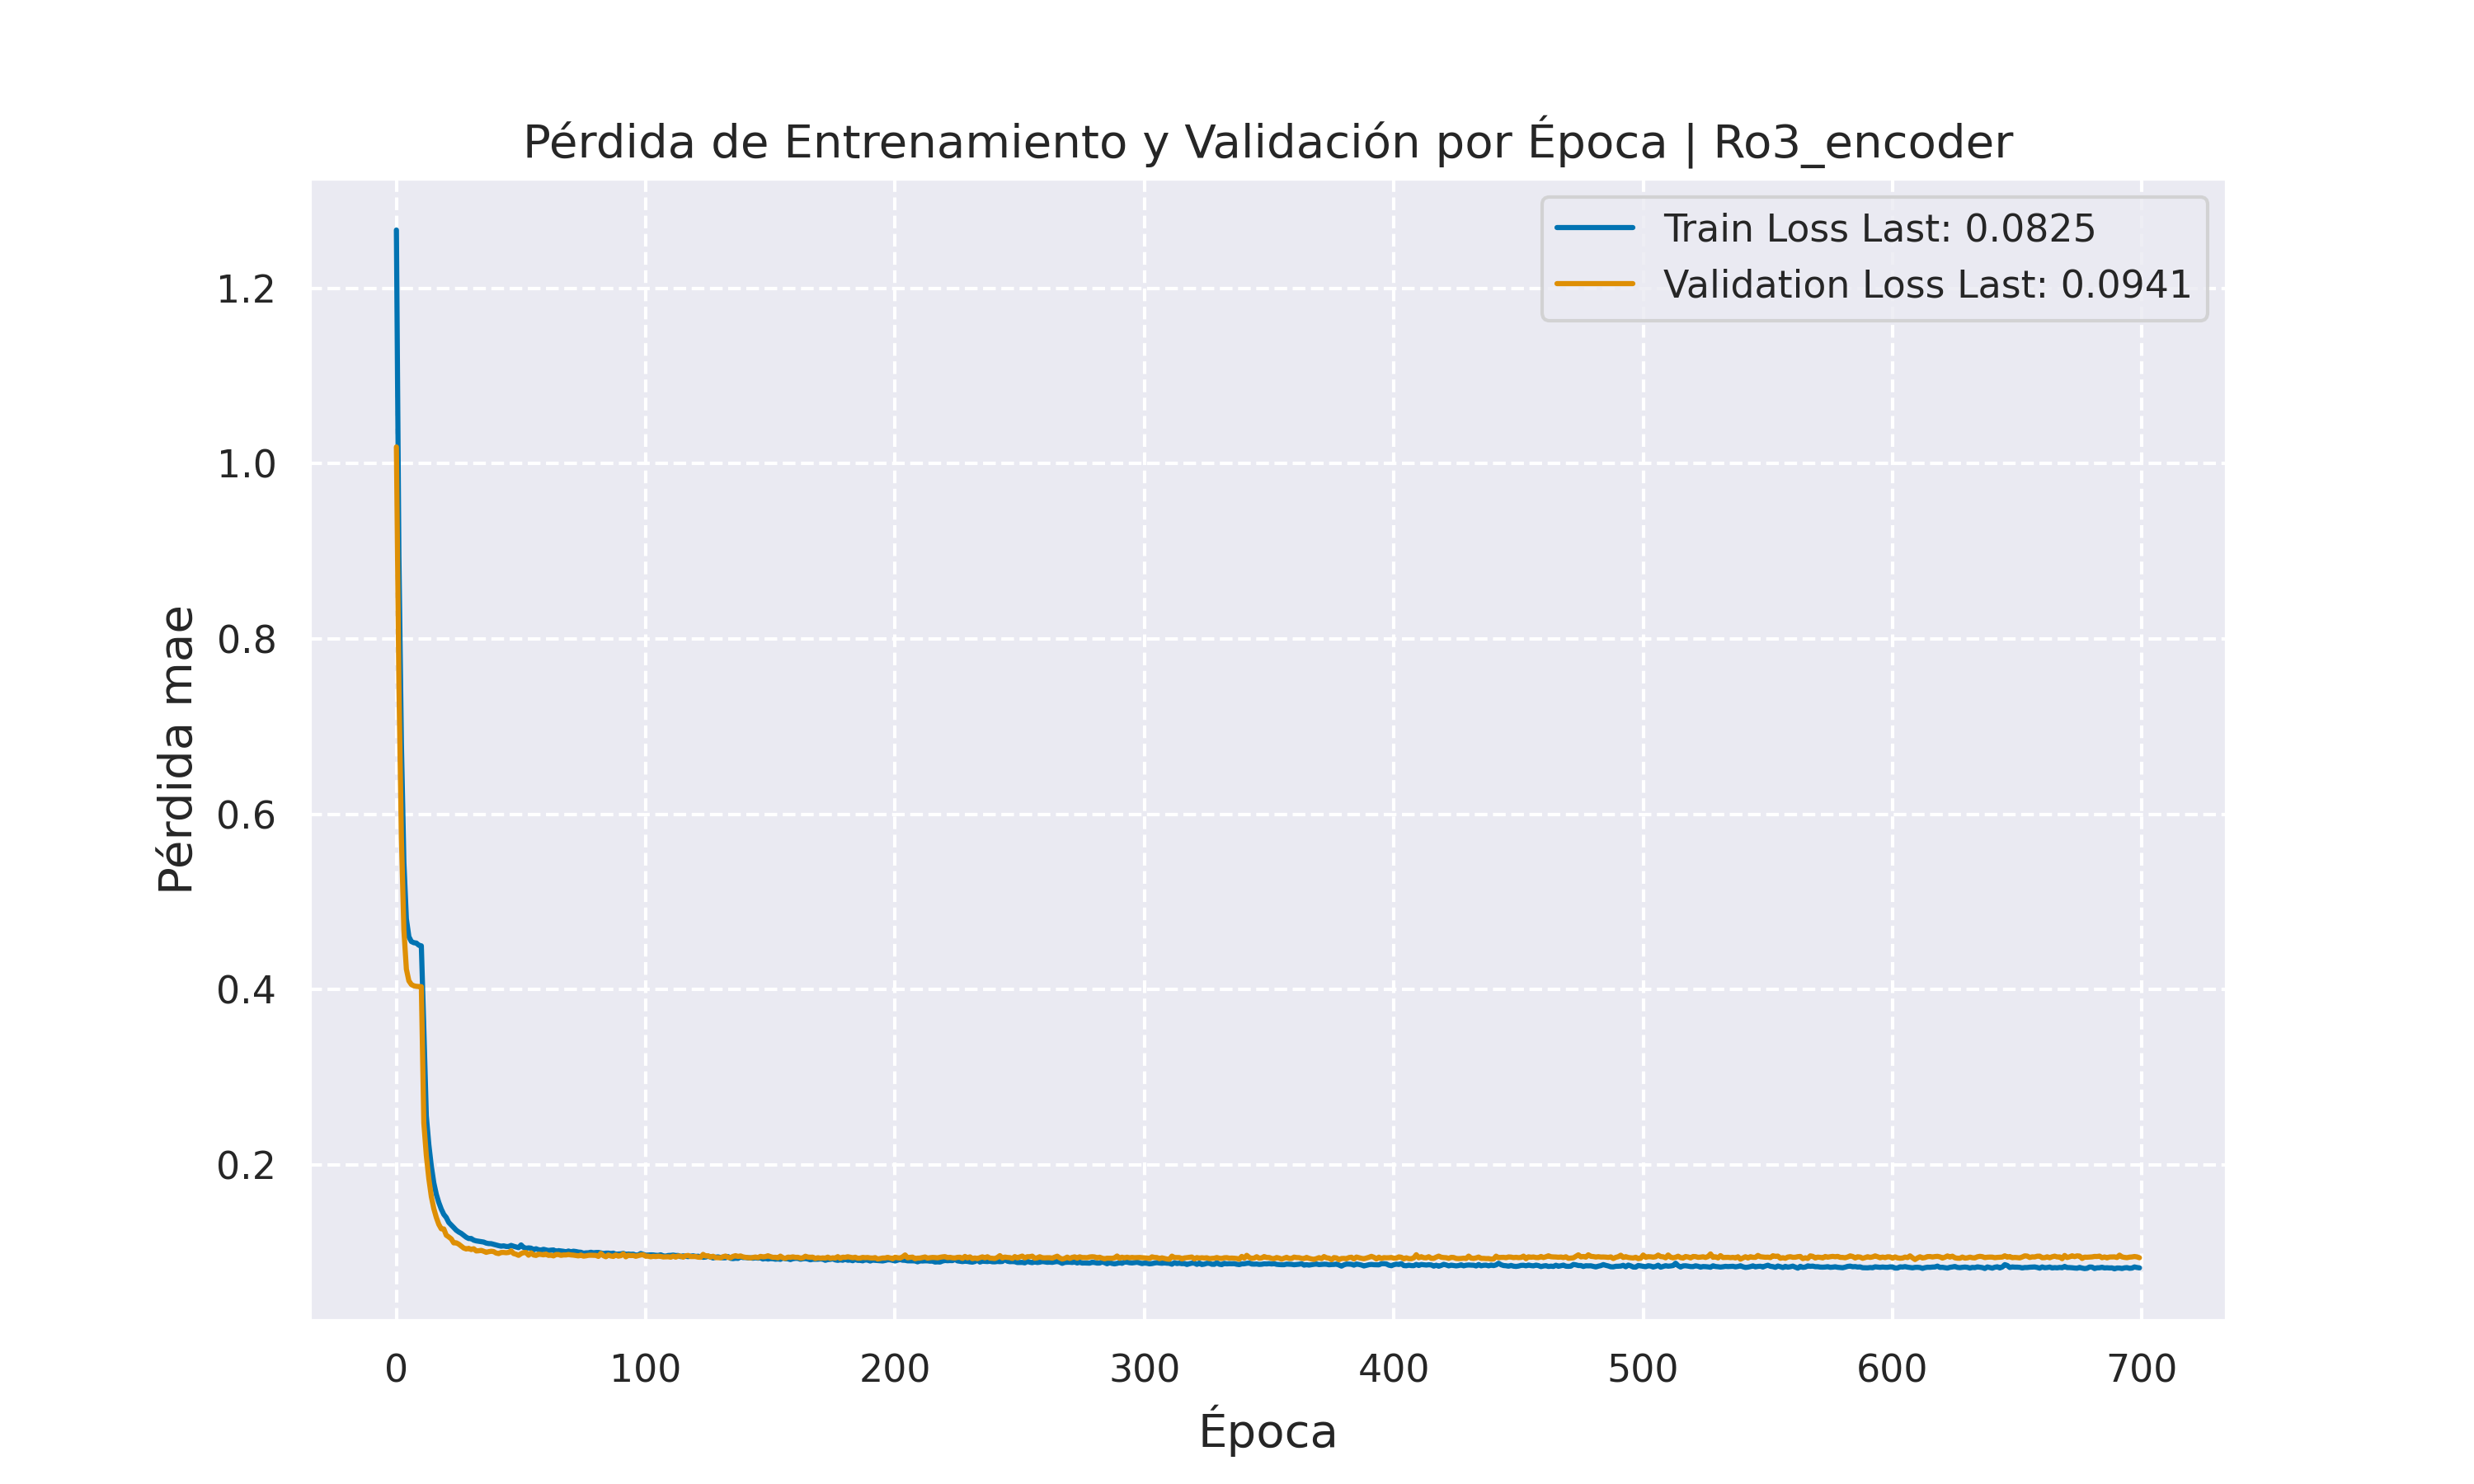 Pérdida de Entrenamiento y Validación por Época | Ro3_encoder
Train Loss Last: 0.0825
Validation Loss Last: 0.0941
Pérdida mae
1.2
1.0
0.8
0.6
0.4
0.2
0 100 200 300 400 500 600 700
Época